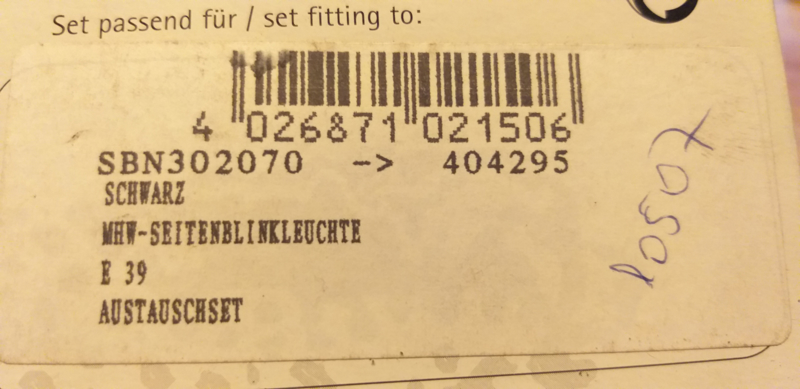 Set passend für / set fitting to:
4 026871 021506
SBN302070 -> 404295
SCHWARZ
MHW-SEITENBLINKLEUCHTE
E 39
AUSTAUSCHSET